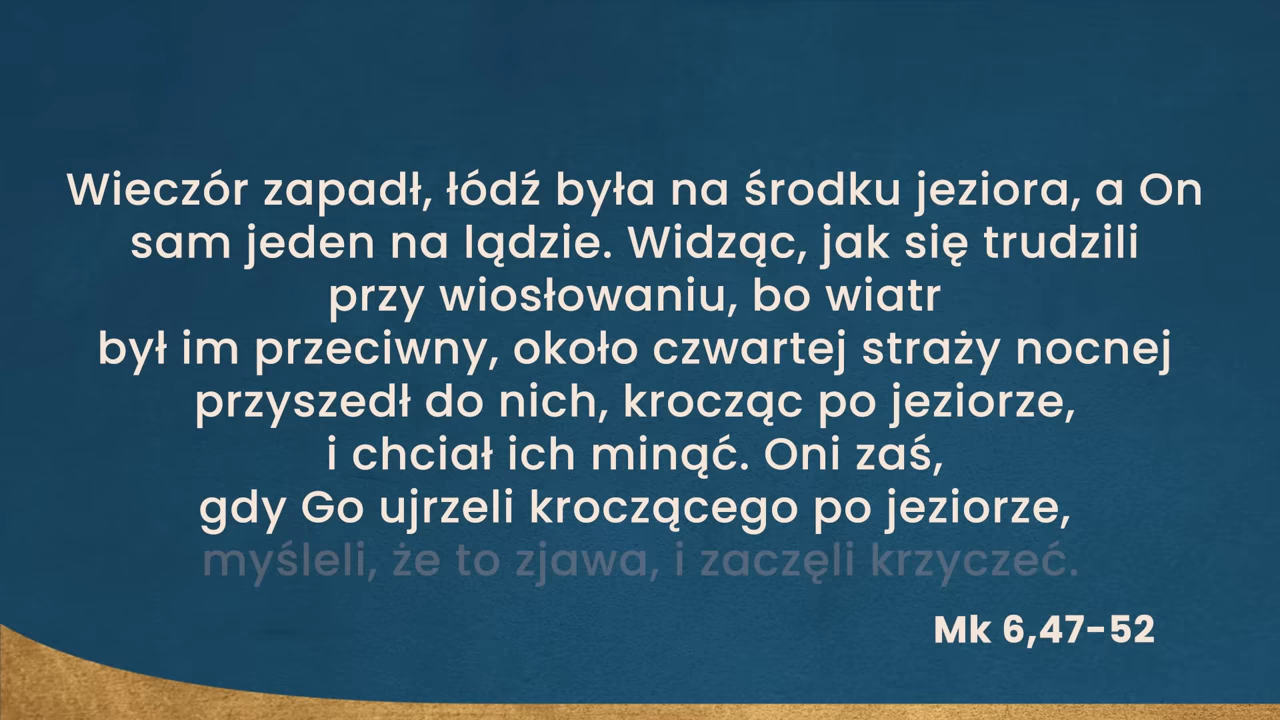 Wieczór zapadł, łódź była na środku jeziora, a On
sam jeden na lądzie. Widząc, jak się trudzili
przy wiosłowaniu, bo wiatr
był im przeciwny, około czwartej straży nocnej
przyszedł do nich, krocząc po jeziorze,
i chciał ich minąć. Oni zaś,
gdy Go ujrzeli kroczącego po jeziorze,
myśleli, że to zjawa, i zaczęli krzyczeć.
Mk 6,47-52